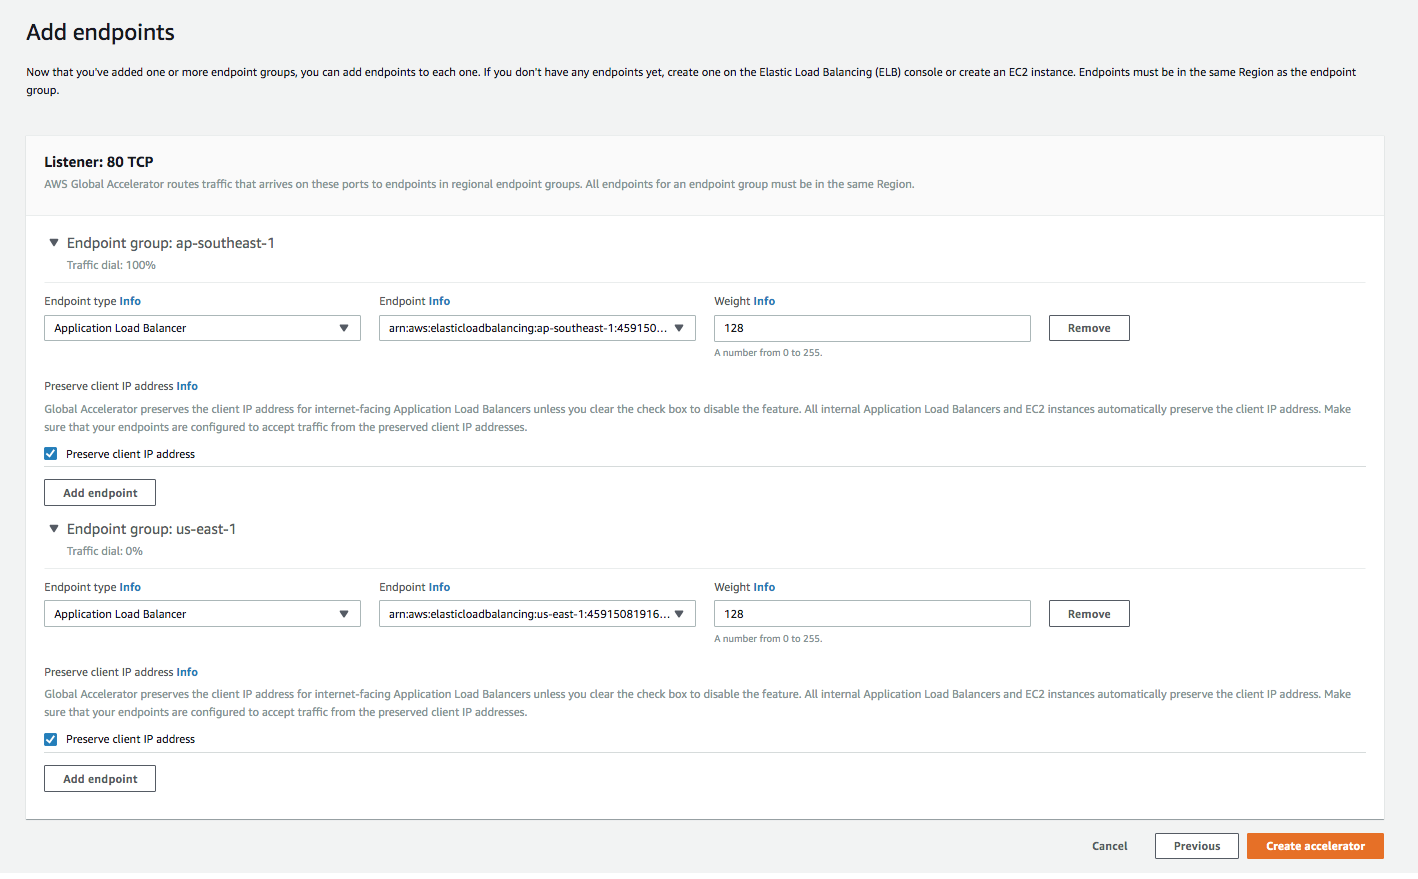 Add endpoints
Now that you've added one or more endpoint groups, you can add endpoints to each one. If you don't have any endpoints yet, create one on the Elastic Load Balancing (ELB) console or create an EC2 instance. Endpoints must be in the same Region as the endpoint
group.
Listener: 80 TCP
AWS Global Accelerator routes traffic that arrives on these ports to endpoints in regional endpoint groups. All endpoints for an endpoint group must be in the same Region.
Endpoint group: ap-southeast-1
Traffic dial: 100%
Endpoint type Info Endpoint Info Weight Info
Application Load Balancer arn:aws:elasticloadbalancing:ap-southeast-1:459150... 128 Remove
A number from 0 to 255.
Preserve client IP address Info
Global Accelerator preserves the client IP address for internet-facing Application Load Balancers unless you clear the check box to disable the feature. All internal Application Load Balancers and EC2 instances automatically preserve the client IP address. Make
sure that your endpoints are configured to accept traffic from the preserved client IP addresses.
Preserve client IP address
Add endpoint
Endpoint group: us-east-1
Traffic dial: 0%
Endpoint type Info Endpoint Info Weight Info
Application Load Balancer arn:aws:elasticloadbalancing:us-east-1:45915081916... 128 Remove
A number from 0 to 255.
Preserve client IP address Info
Global Accelerator preserves the client IP address for internet-facing Application Load Balancers unless you clear the check box to disable the feature. All internal Application Load Balancers and EC2 instances automatically preserve the client IP address. Make
sure that your endpoints are configured to accept traffic from the preserved client IP addresses.
Preserve client IP address
Add endpoint
Cancel Previous Create accelerator